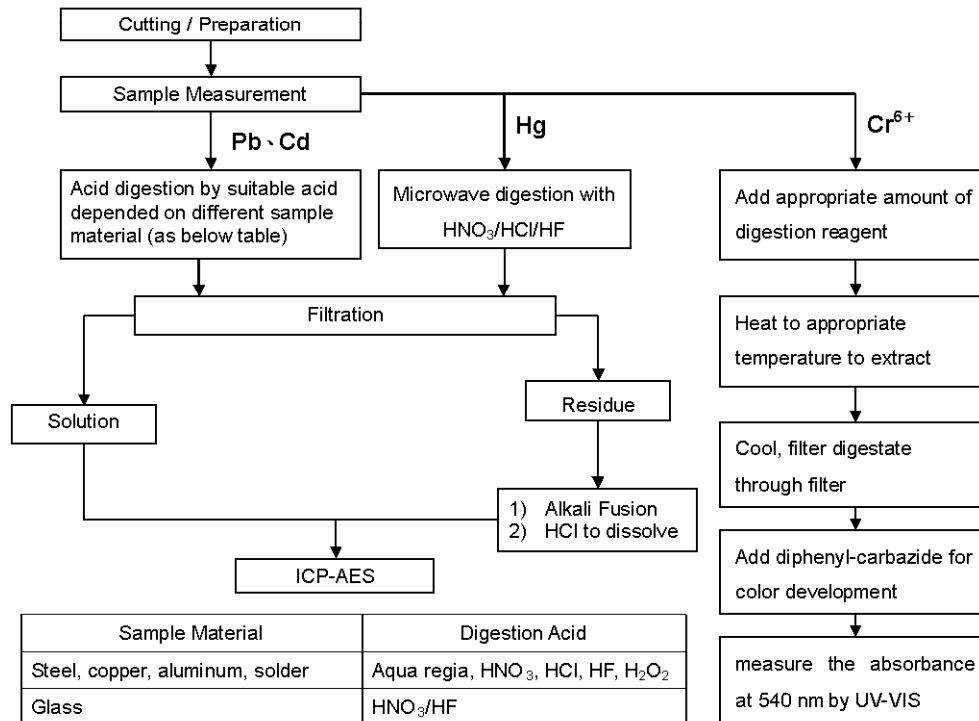 Cutting / Preparation
Sample Measurement
Pb、Cd
Hg
Cr⁶⁺
Acid digestion by suitable acid
depended on different sample
material (as below table)
Microwave digestion with
HNO₃/HCl/HF
Add appropriate amount of
digestion reagent
Filtration
Heat to appropriate
temperature to extract
Solution
Residue
Cool, filter digestate
through filter
1) Alkali Fusion
2) HCl to dissolve
ICP-AES
Add diphenyl-carbazide for
color development
measure the absorbance
at 540 nm by UV-VIS
Sample Material Digestion Acid
Steel, copper, aluminum, solder Aqua regia, HNO₃, HCl, HF, H₂O₂
Glass HNO₃/HF